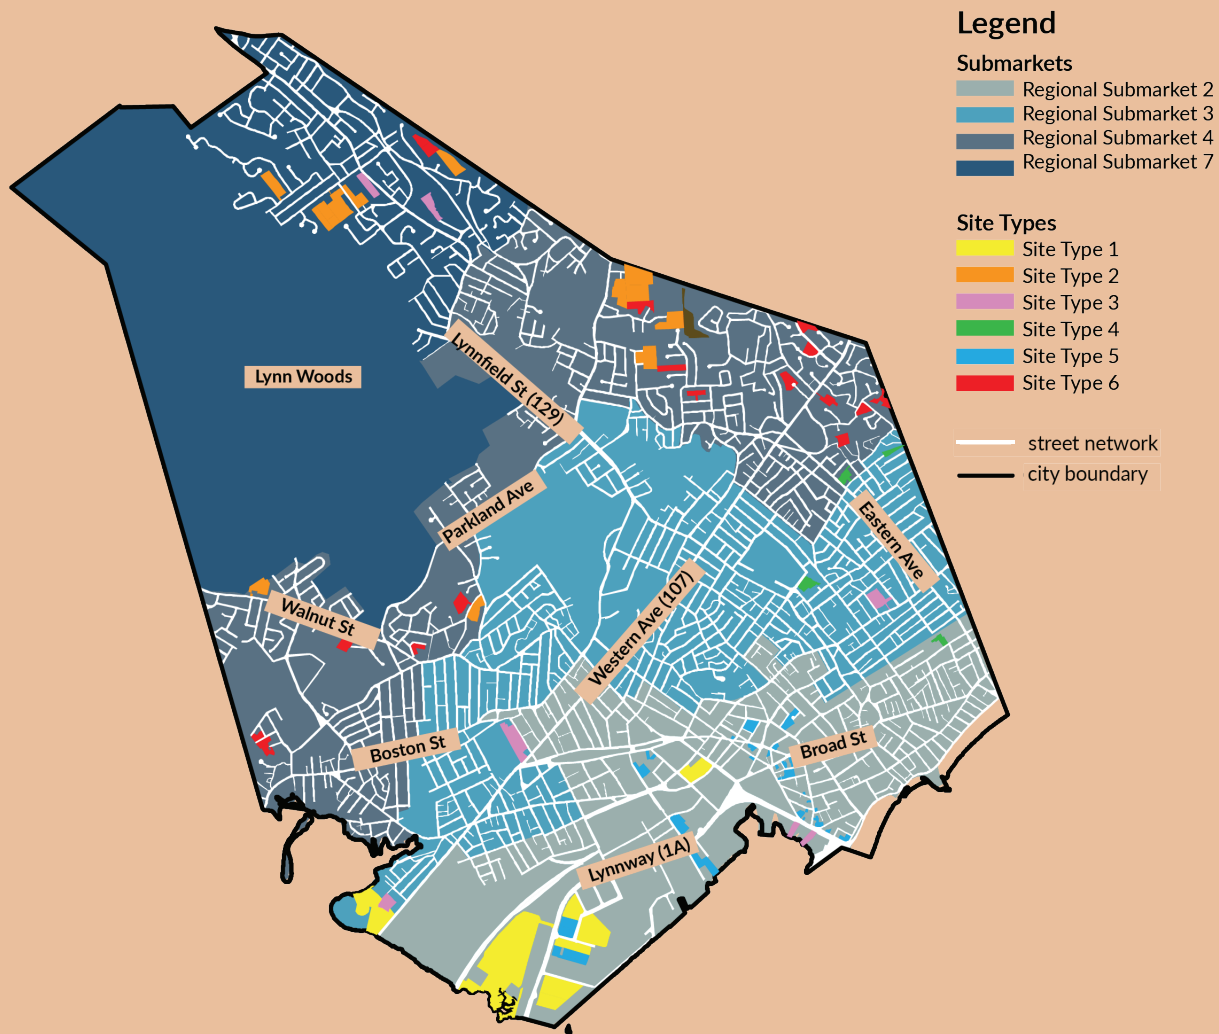 Legend
Submarkets
Regional Submarket 2
Regional Submarket 3
Regional Submarket 4
Regional Submarket 7
Site Types
Site Type 1
Site Type 2
Site Type 3
Site Type 4
Site Type 5
Site Type 6
street network
city boundary
Lynn Woods
Lynnfield St (129)
Parkland Ave
Eastern Ave
Walnut St
Western Ave (107)
Boston St
Broad St
Lynnway (1A)